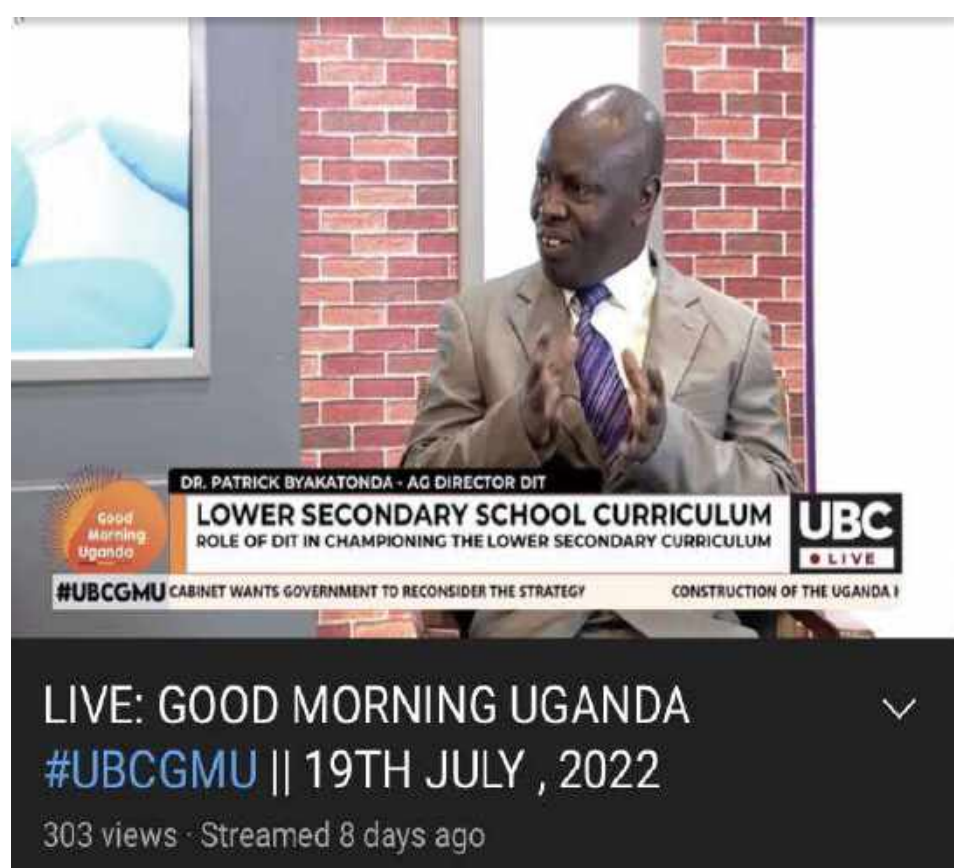 DR. PATRICK BYAKATONDA - AG DIRECTOR DIT
Good
Morning
Uganda
LOWER SECONDARY SCHOOL CURRICULUM
ROLE OF DIT IN CHAMPIONING THE LOWER SECONDARY CURRICULUM
UBC
LIVE
#UBCGMU CABINET WANTS GOVERNMENT TO RECONSIDER THE STRATEGY CONSTRUCTION OF THE UGANDA
LIVE: GOOD MORNING UGANDA
#UBCGMU || 19TH JULY , 2022
303 views · Streamed 8 days ago